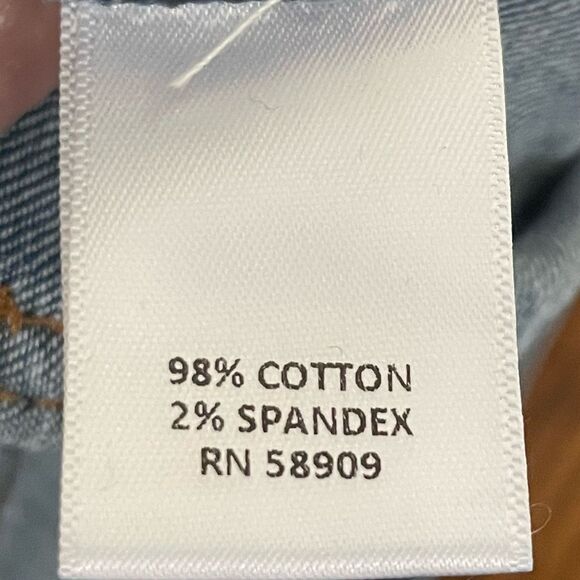 98% COTTON
2% SPANDEX
RN 58909